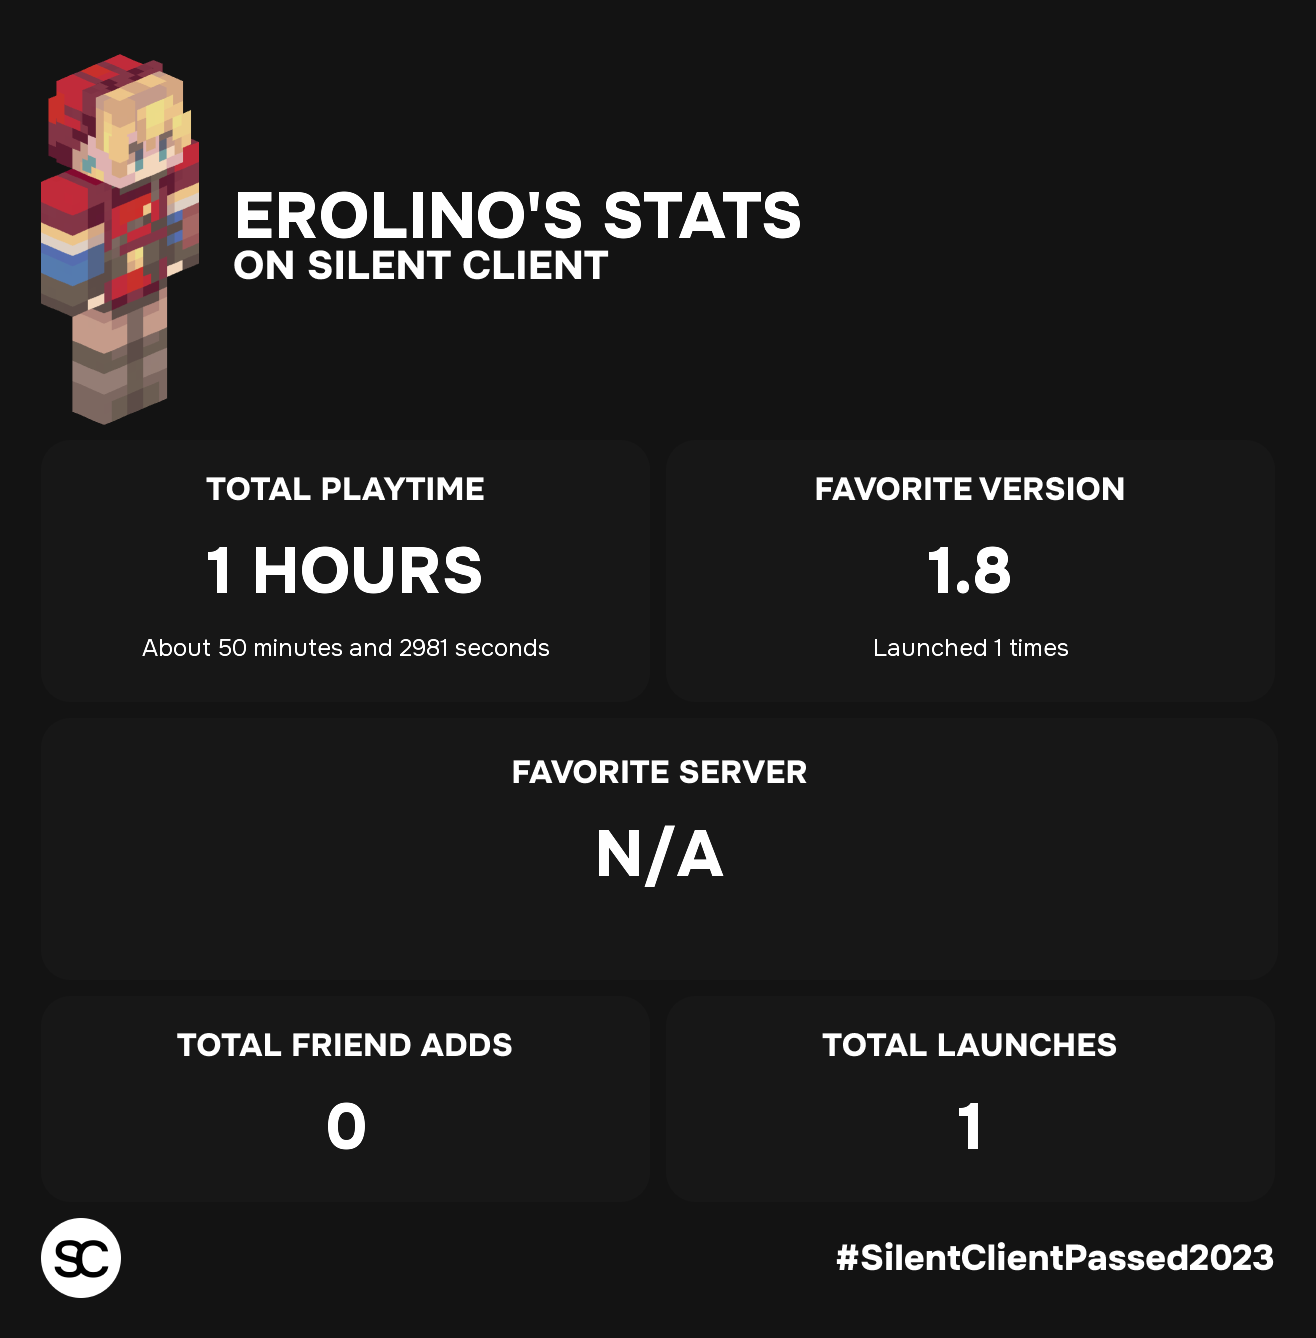 EROLINO'S STATS
ON SILENT CLIENT
TOTAL PLAYTIME
1 HOURS
About 50 minutes and 2981 seconds
FAVORITE VERSION
1.8
Launched 1 times
FAVORITE SERVER
N/A
TOTAL FRIEND ADDS
0
TOTAL LAUNCHES
1
SC
#SilentClientPassed2023